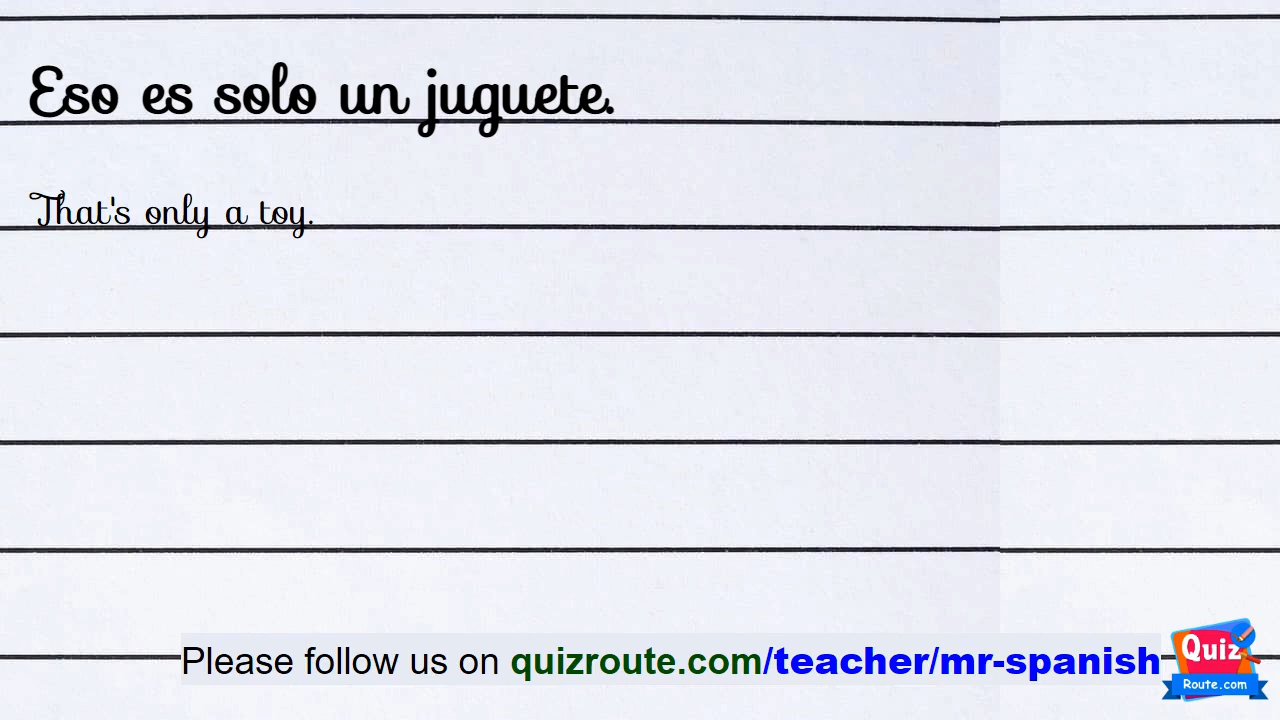 Eso es solo un juguete.
That's only a toy.
Please follow us on quizroute.com/teacher/mr-spanish
Quiz
Route.com